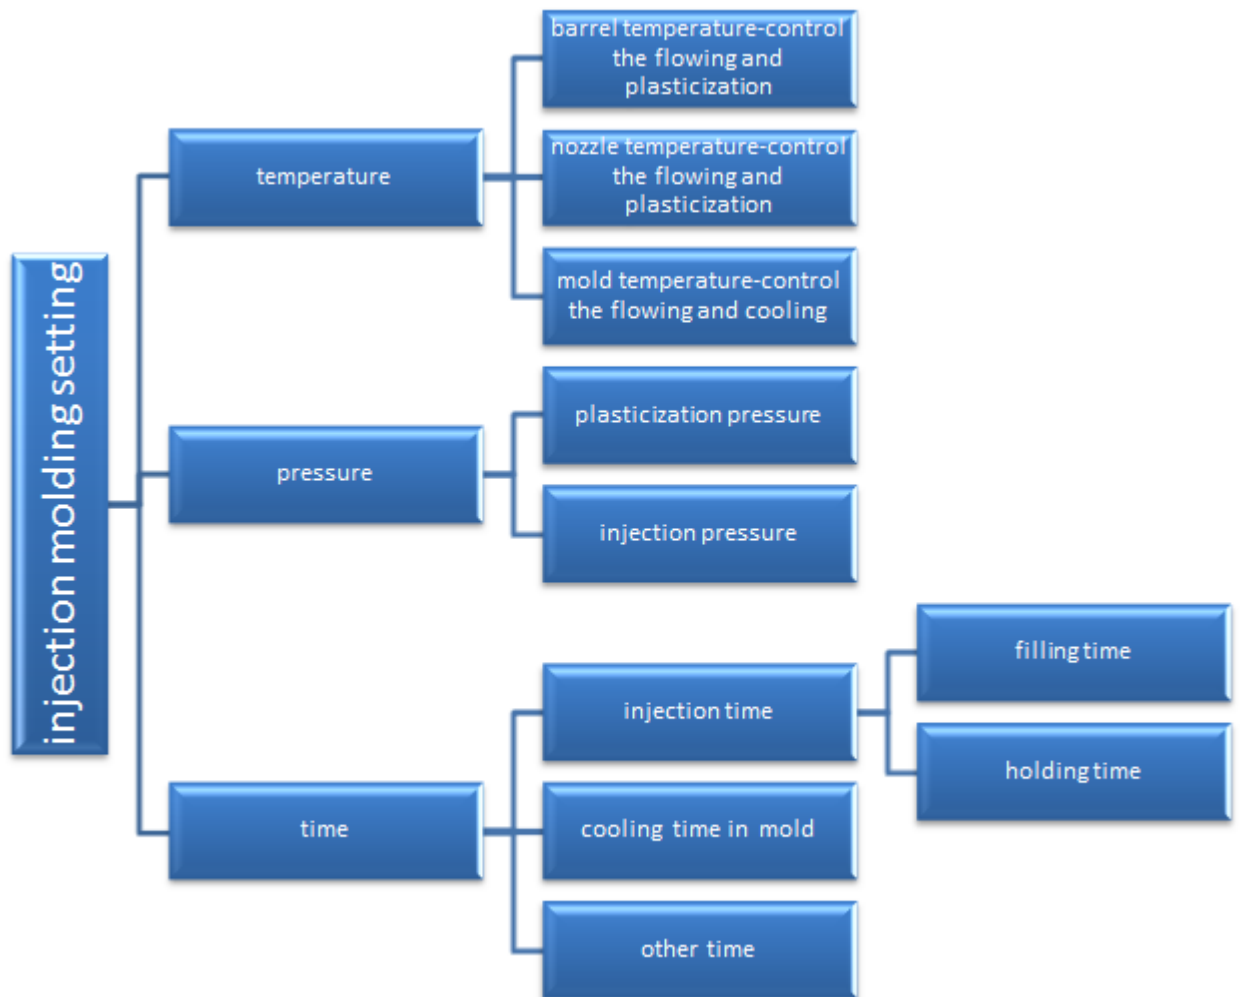 injection molding setting
temperature
barrel temperature-control
the flowing and
plasticization
nozzle temperature-control
the flowing and
plasticization
mold temperature-control
the flowing and cooling
pressure
plasticization pressure
injection pressure
time
injection time
filling time
holding time
cooling time in mold
other time